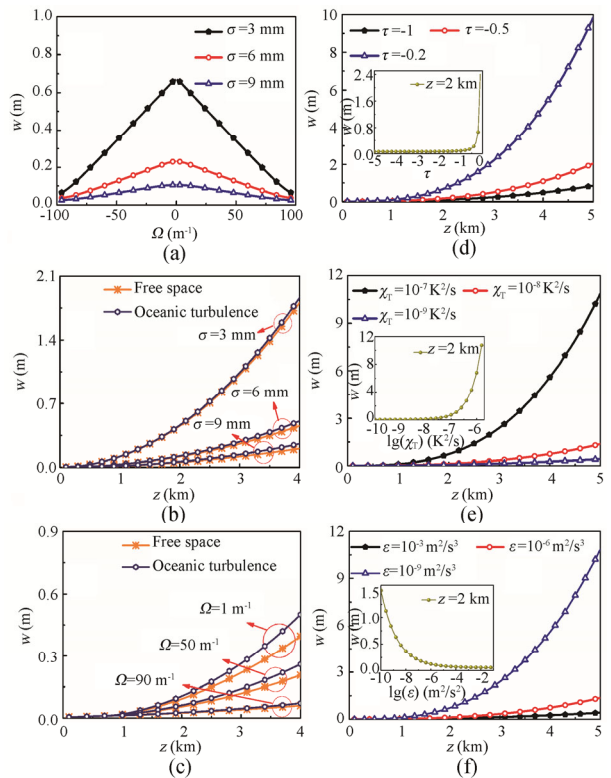 (a)
1.0
0.8
0.6
0.4
0.2
0.0
w (m)
σ=3 mm
σ=6 mm
σ=9 mm
-100 -50 0 50 100
Ω (m⁻¹)
(a)
2.1
1.4
0.7
0.0
w (m)
Free space
Oceanic turbulence
σ=3 mm
σ=6 mm
σ=9 mm
0 1 2 3 4
z (km)
(b)
0.9
0.6
0.3
0.0
w (m)
Free space
Oceanic turbulence
Ω=1 m⁻¹
Ω=50 m⁻¹
Ω=90 m⁻¹
0 1 2 3 4
z (km)
(c)
10
8
6
4
2
0
w (m)
τ=-1 τ=-0.5
τ=-0.2
2.4
1.6
0.8
0.0
w (m)
z=2 km
-5 -4 -3 -2 -1 0
τ
0 1 2 3 4 5
z (km)
(d)
12
9
6
3
0
w (m)
χT=10⁻⁷ K²/s χT=10⁻⁸ K²/s
χT=10⁻⁹ K²/s
10
5
0
w (m)
z=2 km
-10 -9 -8 -7 -6
lg(χT) (K²/s)
0 1 2 3 4 5
z (km)
(e)
12
9
6
3
0
w (m)
ε=10⁻³ m²/s³ ε=10⁻⁶ m²/s³
ε=10⁻⁹ m²/s³
1.5
1.0
0.5
0.0
w (m)
z=2 km
-10 -8 -6 -4 -2
lg(ε) (m²/s²)
0 1 2 3 4 5
z (km)
(f)